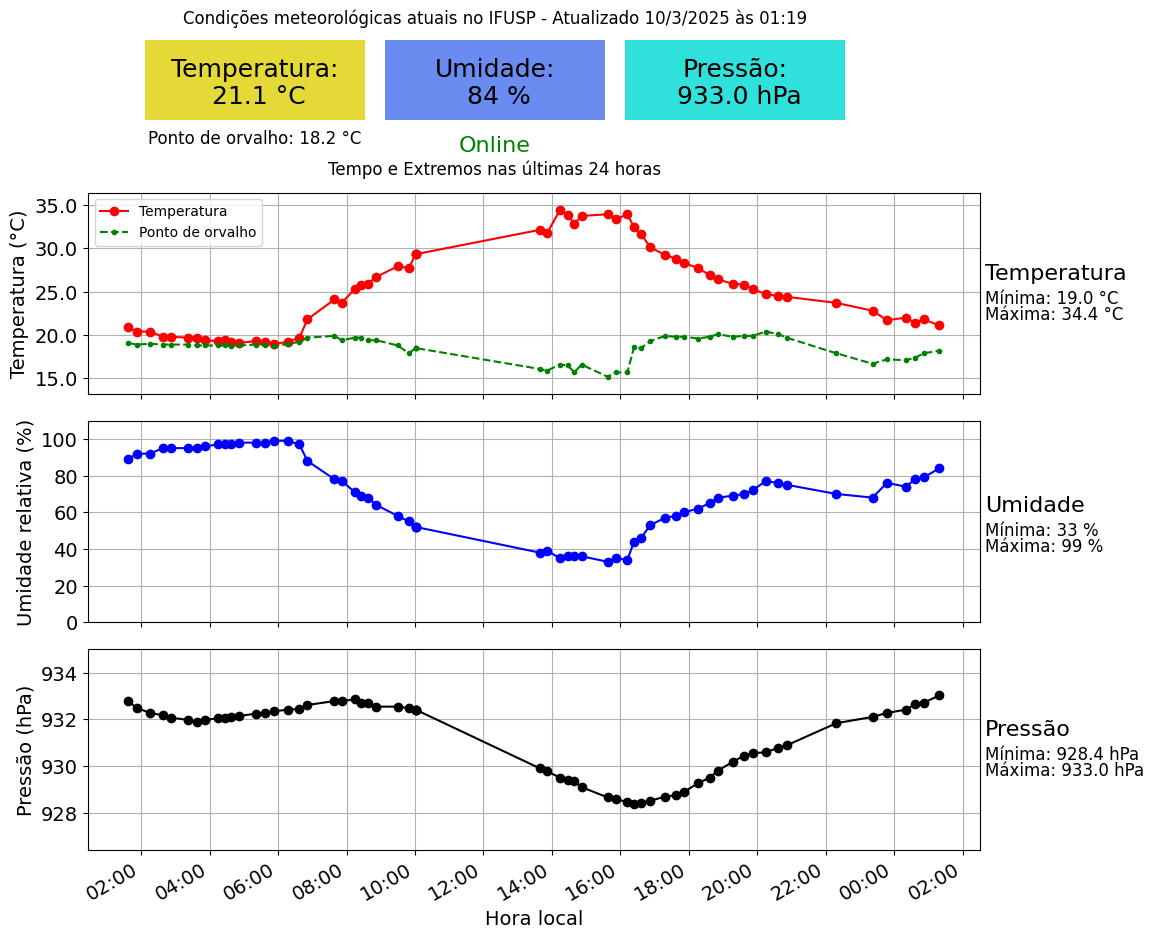 Condições meteorológicas atuais no IFUSP - Atualizado 10/3/2025 às 01:19
Temperatura:
21.1 °C
Umidade:
84 %
Pressão:
933.0 hPa
Ponto de orvalho: 18.2 °C
Online
Tempo e Extremos nas últimas 24 horas
Temperatura (°C)
35.0
30.0
25.0
20.0
15.0
Temperatura
Ponto de orvalho
Temperatura
Mínima: 19.0 °C
Máxima: 34.4 °C
Umidade relativa (%)
100
80
60
40
20
0
Umidade
Mínima: 33 %
Máxima: 99 %
Pressão (hPa)
934
932
930
928
Pressão
Mínima: 928.4 hPa
Máxima: 933.0 hPa
02:00 04:00 06:00 08:00 10:00 12:00 14:00 16:00 18:00 20:00 22:00 00:00 02:00
Hora local